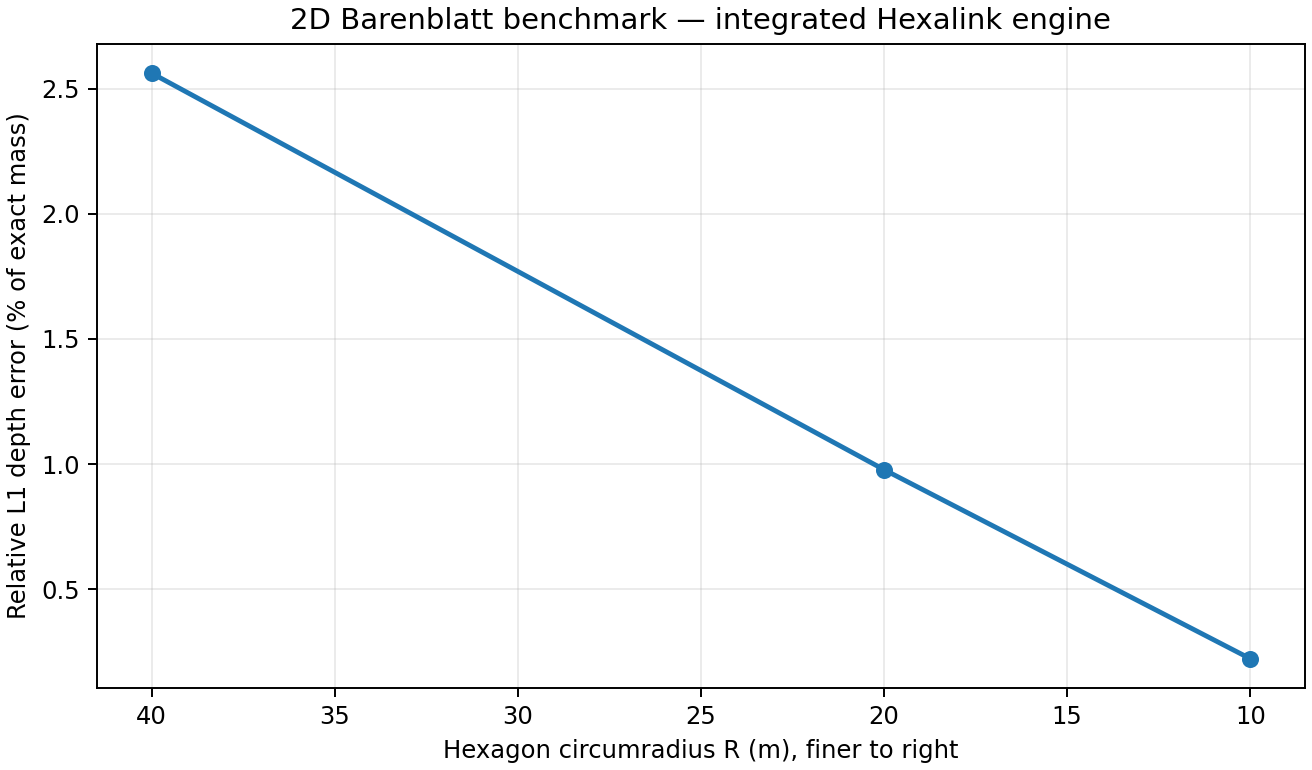 2D Barenblatt benchmark — integrated Hexalink engine
Relative L1 depth error (% of exact mass)
2.5
2.0
1.5
1.0
0.5
40 35 30 25 20 15 10
Hexagon circumradius R (m), finer to right